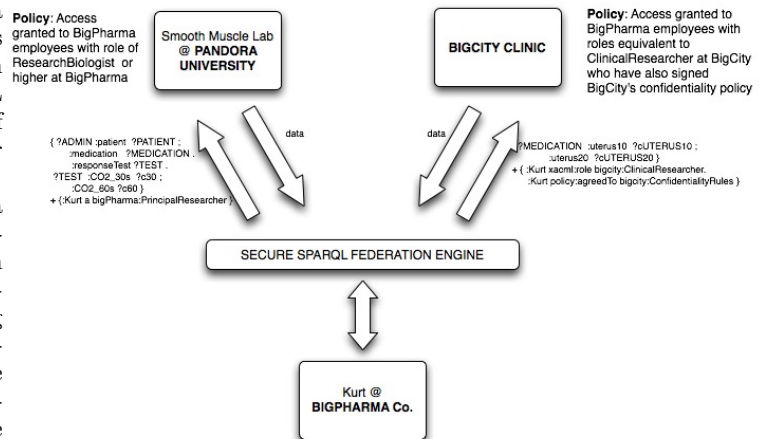 Policy: Access
granted to BigPharma
employees with role of
ResearchBiologist or
higher at BigPharma
Smooth Muscle Lab
@ PANDORA
UNIVERSITY
BIGCITY CLINIC
Policy: Access granted to
BigPharma employees with
roles equivalent to
ClinicalResearcher at BigCity
who have also signed
BigCity's confidentiality policy
data
data
{ ?ADMIN :patient ?PATIENT ;
:medication ?MEDICATION .
:responseTest ?TEST .
?TEST :CO2_30s ?c30 ;
:CO2_60s ?c60 }
+ {:Kurt a bigPharma:PrincipalResearcher }
?MEDICATION :uterus10 ?cUTERUS10 ;
:uterus20 ?cUTERUS20 }
+ { :Kurt xacml:role bigcity:ClinicalResearcher.
:Kurt policy:agreedTo bigcity:ConfidentialityRules }
SECURE SPARQL FEDERATION ENGINE
Kurt @
BIGPHARMA Co.